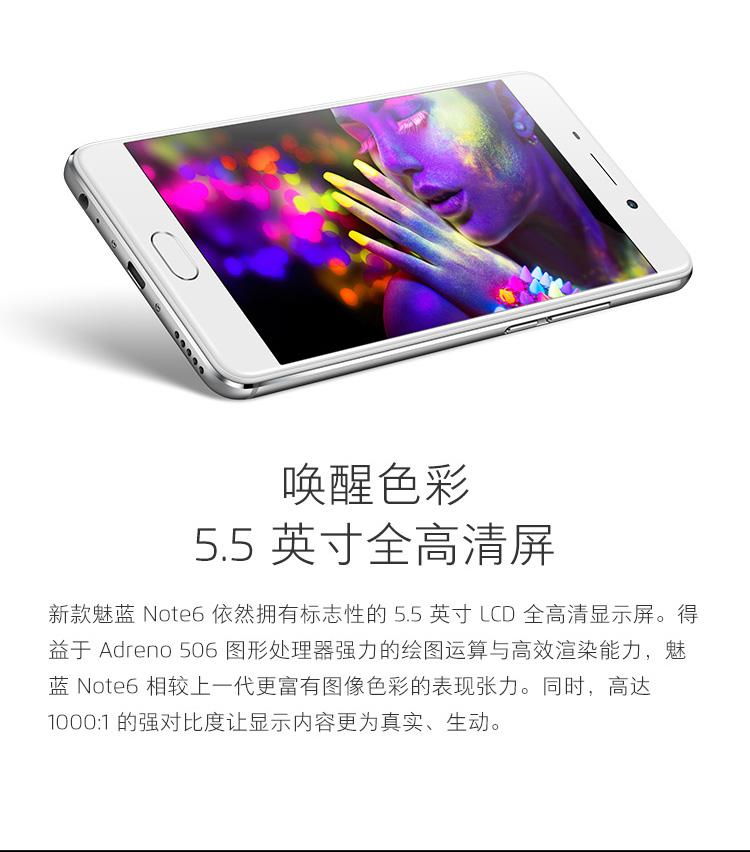 唤醒色彩
5.5 英寸全高清屏
新款魅蓝 Note6 依然拥有标志性的 5.5 英寸 LCD 全高清显示屏。得
益于 Adreno 506 图形处理器强力的绘图运算与高效渲染能力，魅
蓝 Note6 相较上一代更富有图像色彩的表现张力。同时，高达
1000:1 的强对比度让显示内容更为真实、生动。